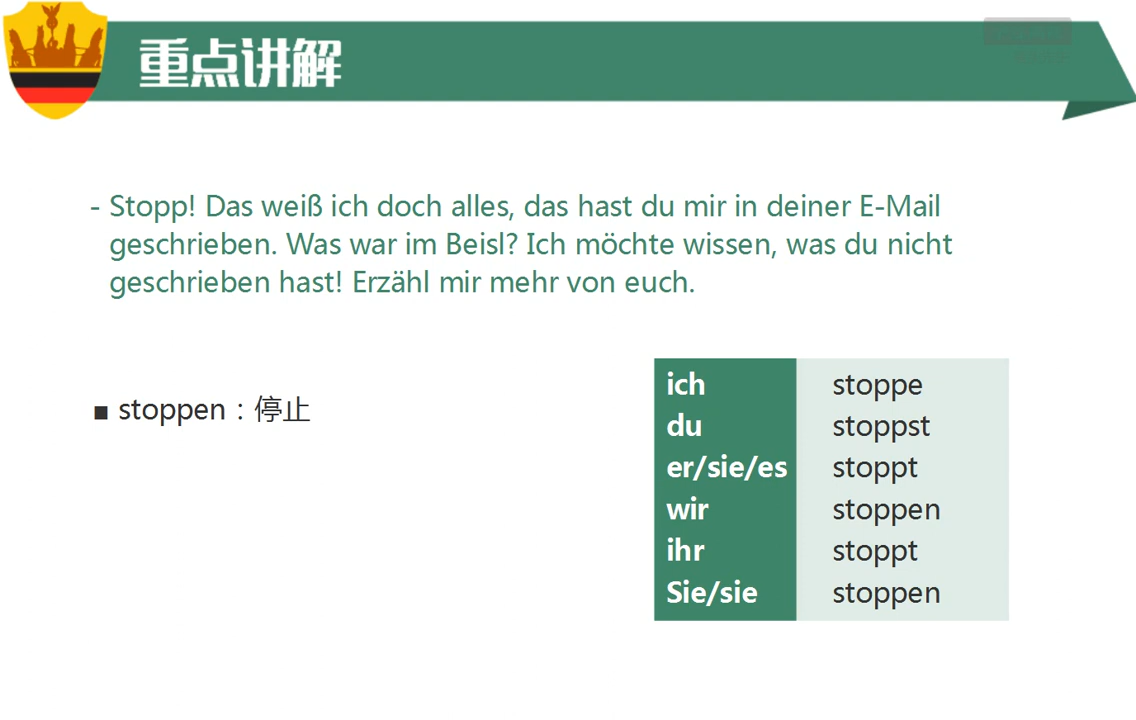 重点讲解
- Stopp! Das weiß ich doch alles, das hast du mir in deiner E-Mail
geschrieben. Was war im Beisl? Ich möchte wissen, was du nicht
geschrieben hast! Erzähl mir mehr von euch.
■ stoppen：停止
ich stoppe
du stoppst
er/sie/es stoppt
wir stoppen
ihr stoppt
Sie/sie stoppen